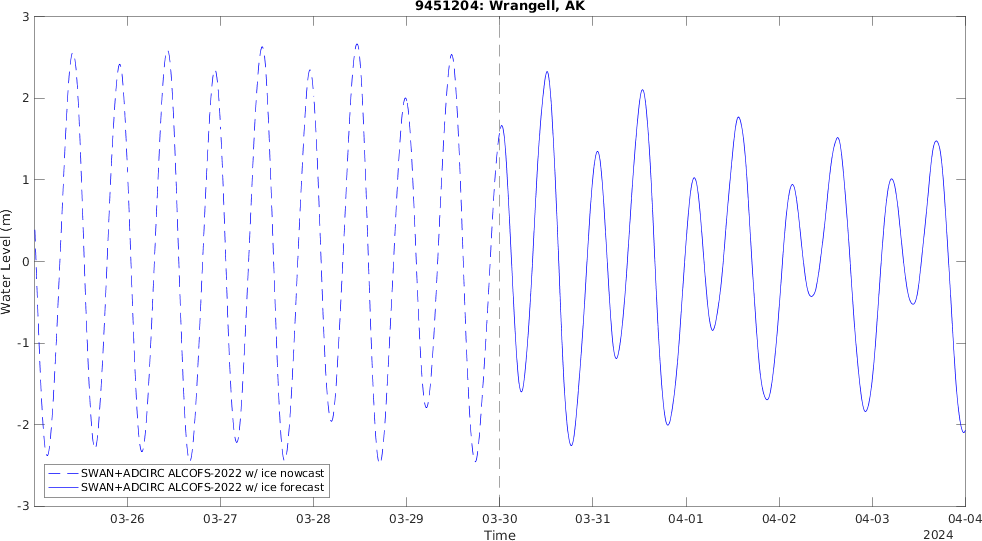 9451204: Wrangell, AK
3
2
1
0
-1
-2
-3
Water Level (m)
SWAN+ADCIRC ALCOFS-2022 w/ ice nowcast
SWAN+ADCIRC ALCOFS-2022 w/ ice forecast
03-26 03-27 03-28 03-29 03-30 03-31 04-01 04-02 04-03 04-04
Time
2024